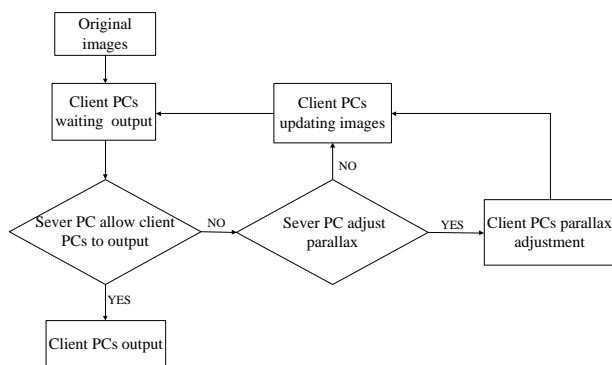 Original
images
Client PCs
waiting output
Client PCs
updating images
NO
Sever PC allow client
PCs to output
NO
Sever PC adjust
parallax
YES
Client PCs parallax
adjustment
YES
Client PCs output